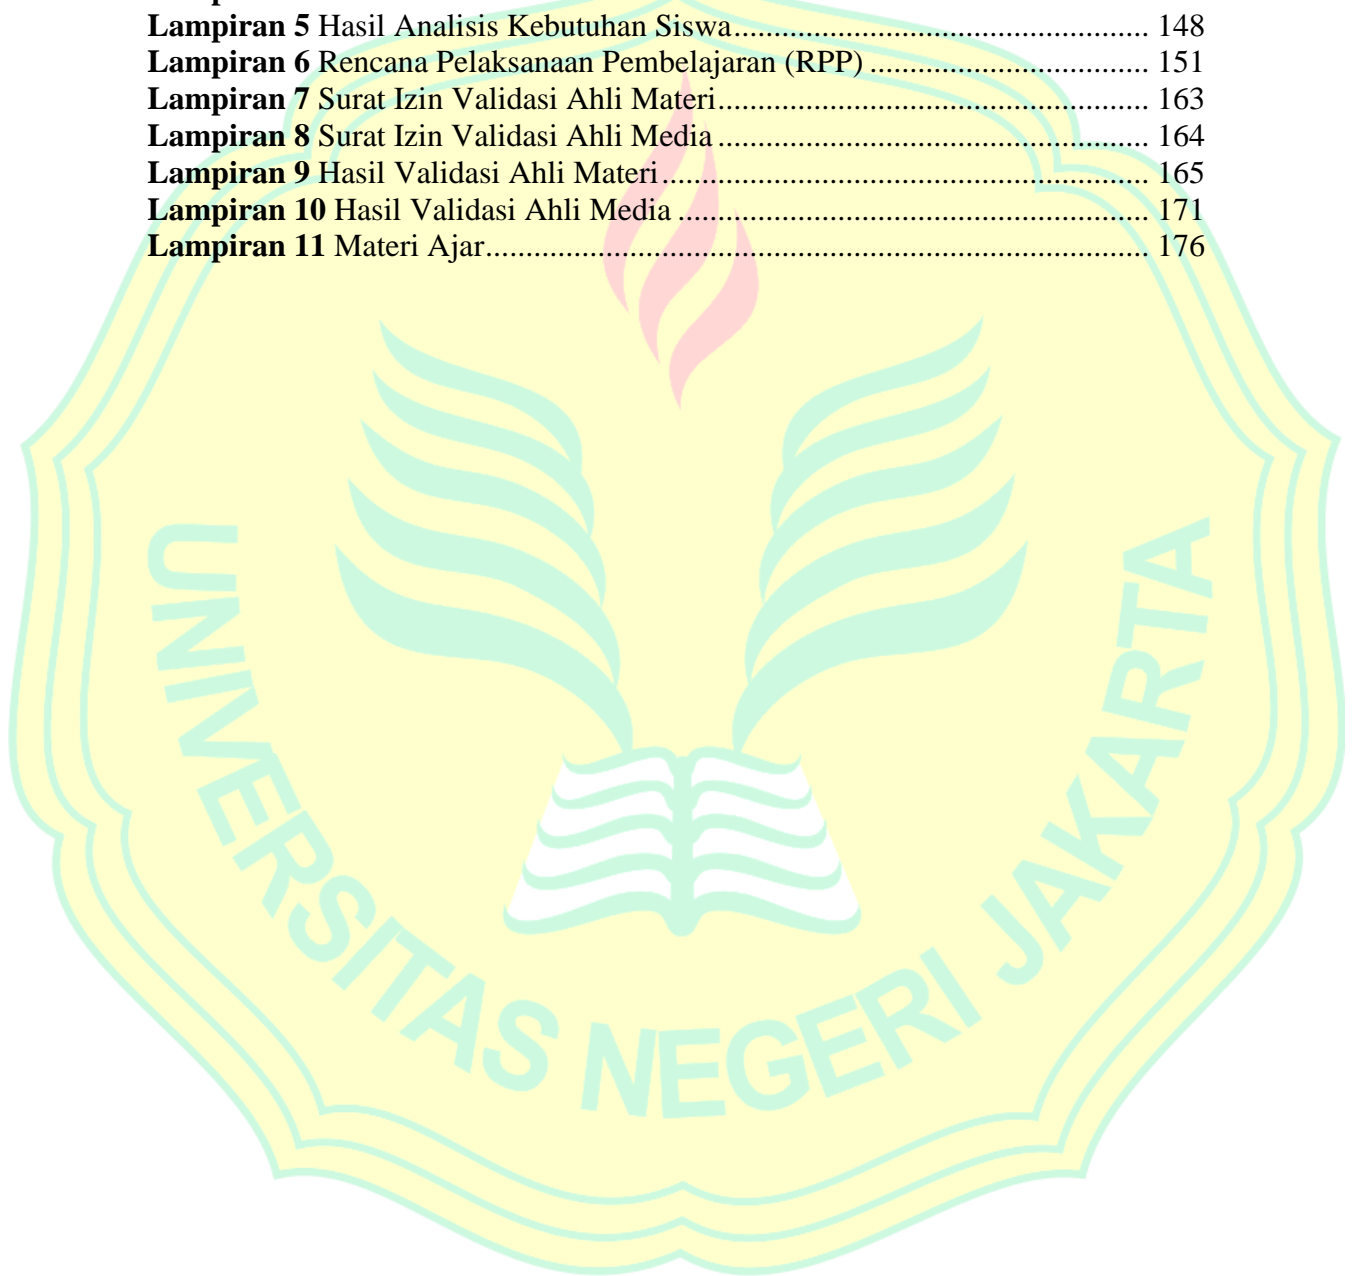 Lampiran 5 Hasil Analisis Kebutuhan Siswa.................................................. 148
Lampiran 6 Rencana Pelaksanaan Pembelajaran (RPP) .................................. 151
Lampiran 7 Surat Izin Validasi Ahli Materi.................................................... 163
Lampiran 8 Surat Izin Validasi Ahli Media .................................................... 164
Lampiran 9 Hasil Validasi Ahli Materi........................................................... 165
Lampiran 10 Hasil Validasi Ahli Media ......................................................... 171
Lampiran 11 Materi Ajar................................................................................. 176
UNIVERSITAS NEGERI JAKARTA